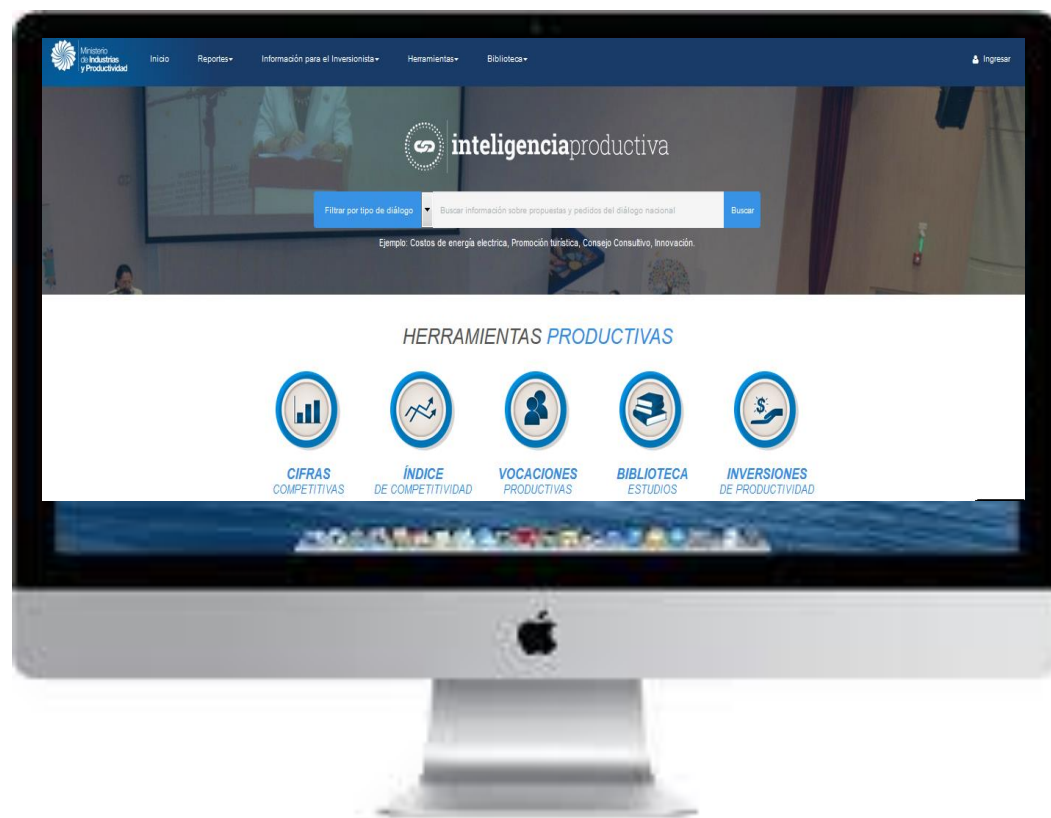 Ministerio
de Industrias
y Productividad
Inicio
Reportes
Información para el Inversionista
Herramientas
Biblioteca
Ingresar
inteligenciaproductiva
Filtrar por tipo de diálogo
Buscar información sobre propuestas y pedidos del diálogo nacional
Buscar
Ejemplo: Costos de energía electrica, Promoción turística, Consejo Consultivo, Innovación.
HERRAMIENTAS PRODUCTIVAS
CIFRAS
COMPETITIVAS
ÍNDICE
DE COMPETITIVIDAD
VOCACIONES
PRODUCTIVAS
BIBLIOTECA
ESTUDIOS
INVERSIONES
DE PRODUCTIVIDAD